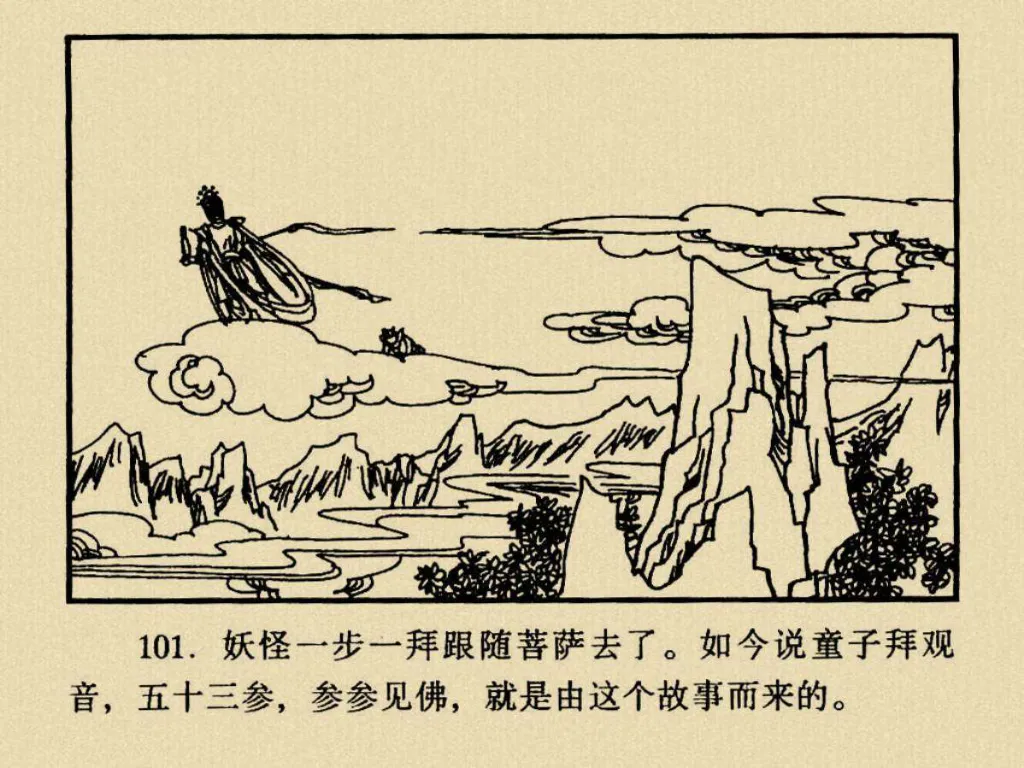 101. 妖怪一步一拜跟随菩萨去了。如今说童子拜观
音，五十三参，参参见佛，就是由这个故事而来的。